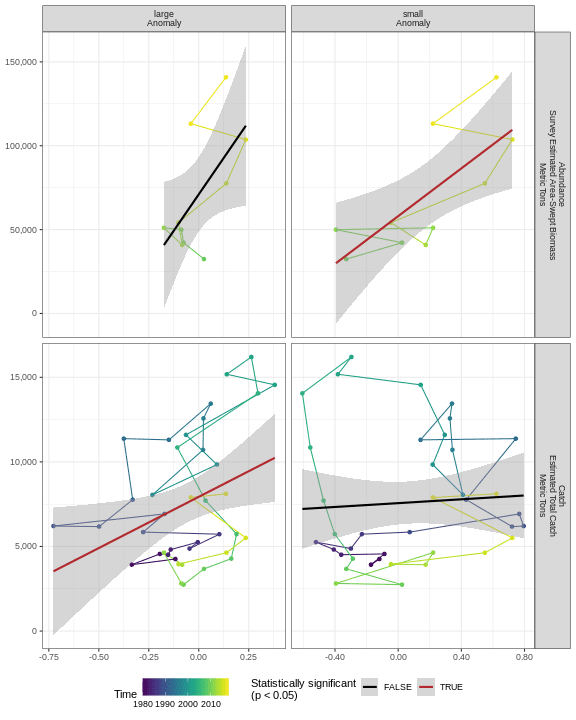 large
Anomaly
small
Anomaly
150,000
100,000
50,000
0
Abundance
Survey Estimated Area-Swept Biomass
Metric Tons
15,000
10,000
5,000
0
Catch
Estimated Total Catch
Metric Tons
-0.75 -0.50 -0.25 0.00 0.25
-0.40 0.00 0.40 0.80
Time
1980 1990 2000 2010
Statistically significant
(p < 0.05)
FALSE
TRUE